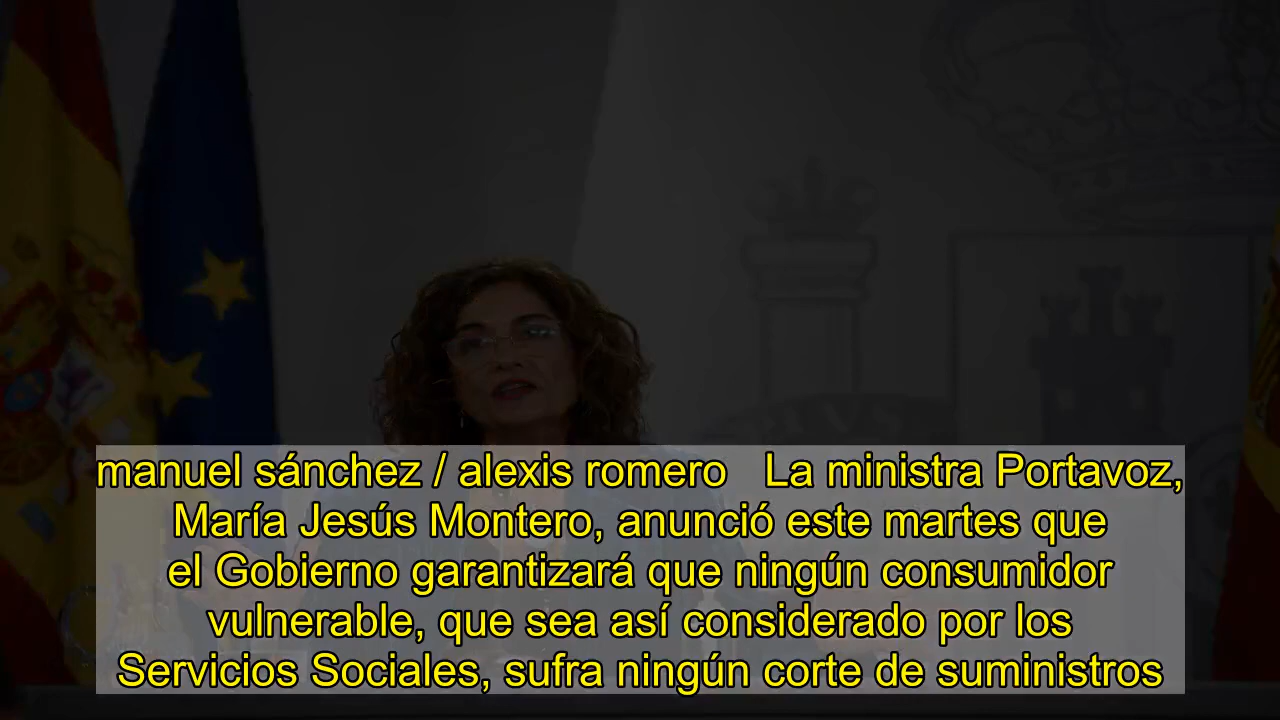 manuel sánchez / alexis romero   La ministra Portavoz,
María Jesús Montero, anunció este martes que
el Gobierno garantizará que ningún consumidor
vulnerable, que sea así considerado por los
Servicios Sociales, sufra ningún corte de suministros